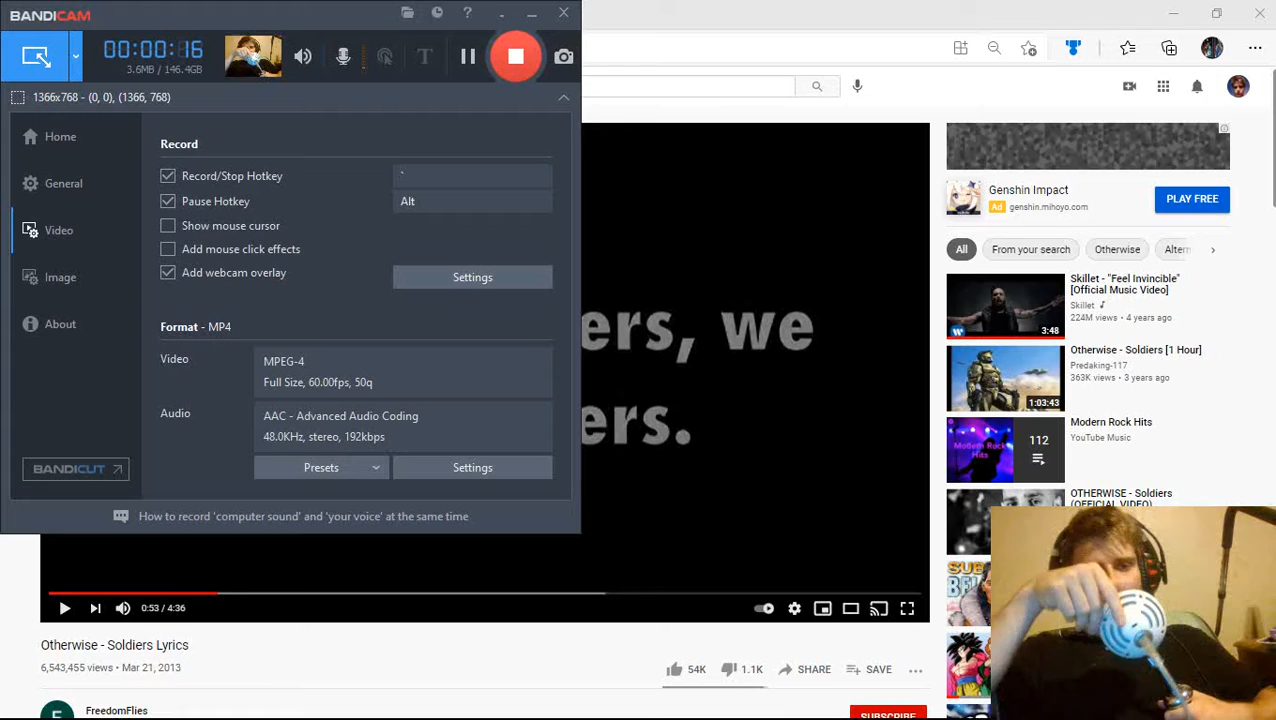 BANDICAM
?
00:00:16
3.6MB / 146.4GB
T
1366x768 - (0, 0), (1366, 768)
Home
General
Video
Image
About
BANDICUT
Record
Record/Stop Hotkey
`
Pause Hotkey
Alt
Show mouse cursor
Add mouse click effects
Add webcam overlay
Settings
Format - MP4
Video
MPEG-4
Full Size, 60.00fps, 50q
Audio
AAC - Advanced Audio Coding
48.0KHz, stereo, 192kbps
Presets
Settings
How to record 'computer sound' and 'your voice' at the same time
ers, we
ers.
0:53 / 4:36
Otherwise - Soldiers Lyrics
6,543,455 views • Mar 21, 2013
54K
1.1K
SHARE
SAVE
F
FreedomFlies
SUBSCRIBE
Genshin Impact
Ad genshin.mihoyo.com
PLAY FREE
All
From your search
Otherwise
Altern
Skillet - "Feel Invincible"
[Official Music Video]
Skillet
224M views • 4 years ago
3:48
Otherwise - Soldiers [1 Hour]
Predaking-117
363K views • 3 years ago
1:03:43
Modern Rock Hits
YouTube Music
Modern Rock
Hits
112
OTHERWISE - Soldiers
(OFFICIAL VIDEO)
SUB